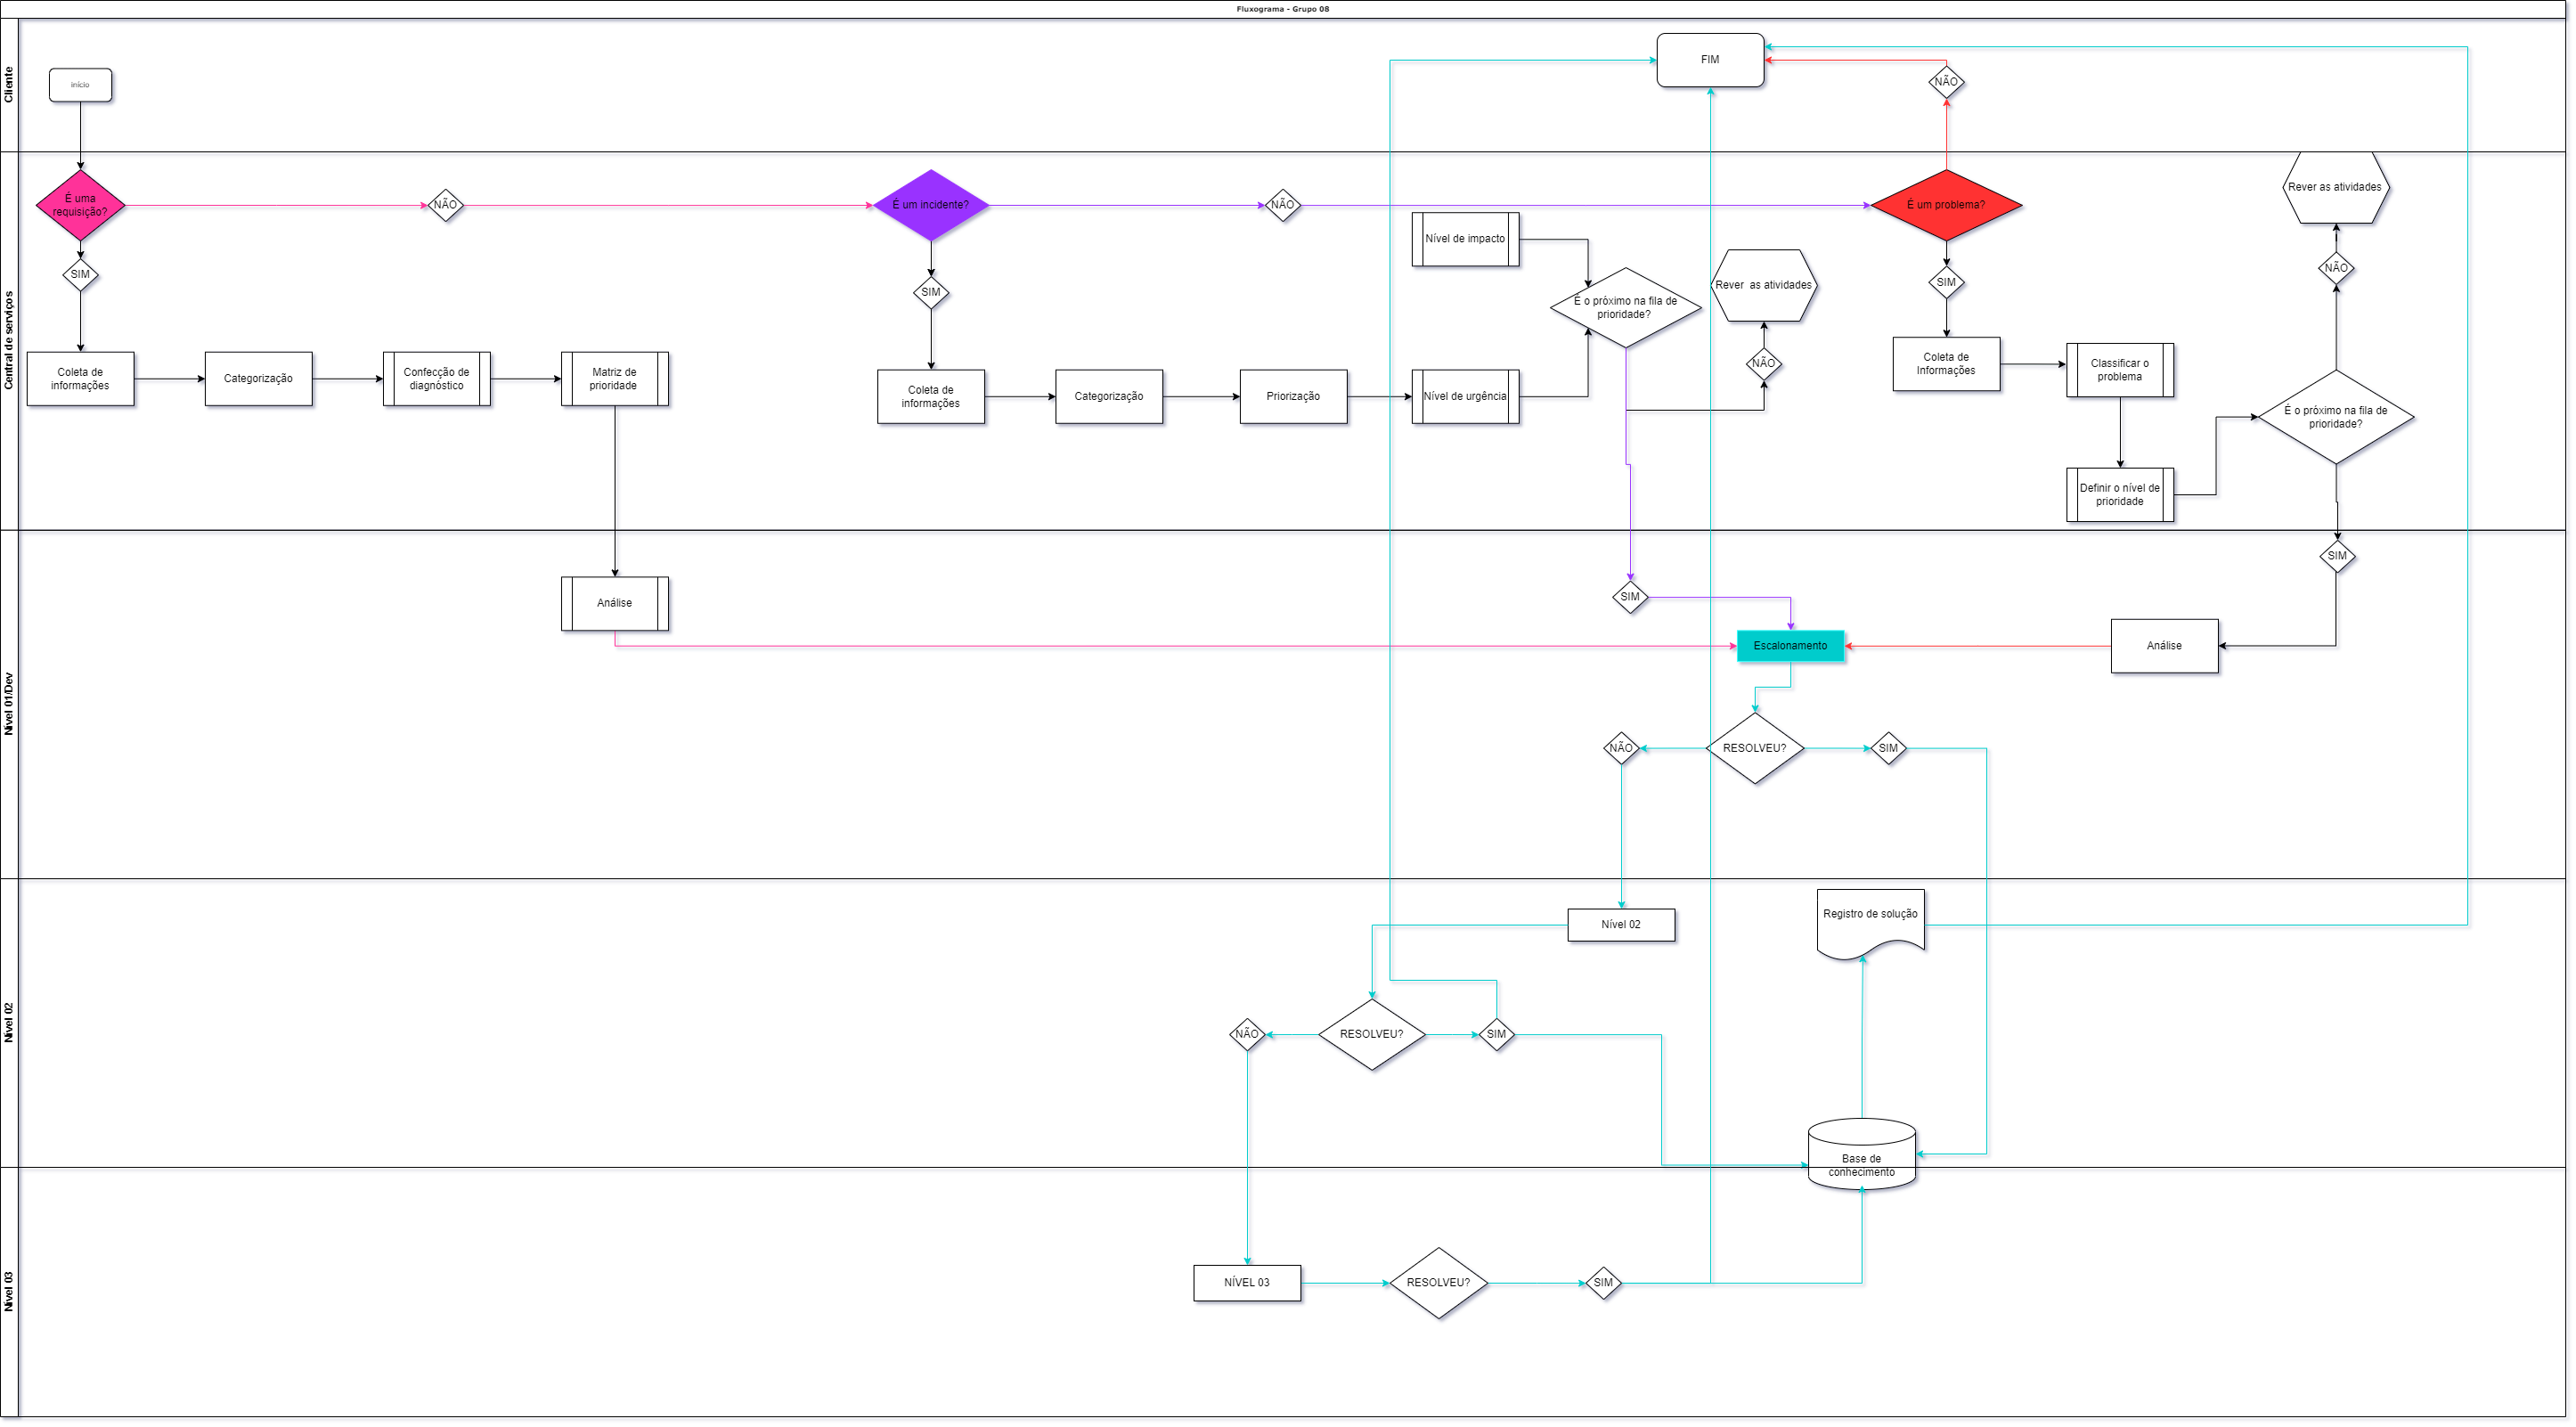 Fluxograma - Grupo 08
Cliente
início
FIM
NÃO
Central de serviços
É uma
requisição?
NÃO
É um incidente?
NÃO
É um problema?
Rever as atividades
SIM
SIM
Nível de impacto
É o próximo na fila de
prioridade?
Rever  as atividades
SIM
NÃO
Coleta de
informações
Categorização
Confecção de
diagnóstico
Matriz de
prioridade
Coleta de
informações
Categorização
Priorização
Nível de urgência
NÃO
Coleta de
Informações
Classificar o
problema
É o próximo na fila de
prioridade?
Definir o nível de
prioridade
Nível 01/Dev
SIM
Análise
SIM
Escalonamento
Análise
NÃO
RESOLVEU?
SIM
Nível 02
Registro de solução
Nível 02
NÃO
RESOLVEU?
SIM
Base de
conhecimento
Nível 03
NÍVEL 03
RESOLVEU?
SIM